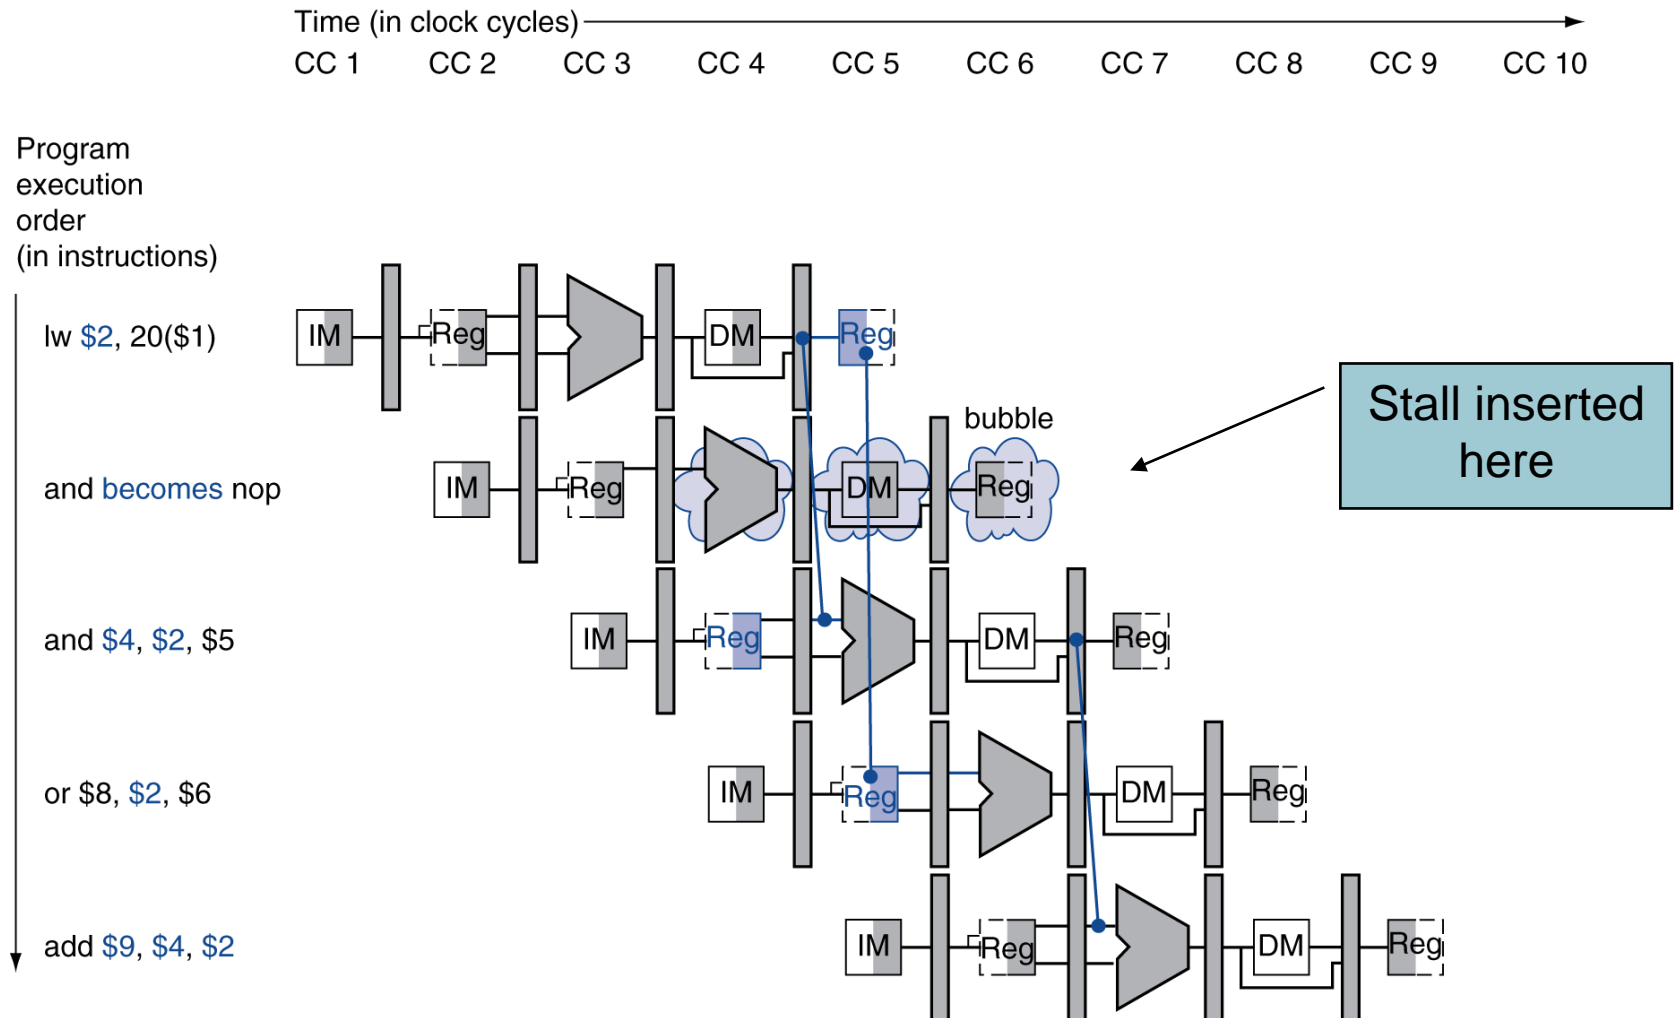 Time (in clock cycles)
CC 1 CC 2 CC 3 CC 4 CC 5 CC 6 CC 7 CC 8 CC 9 CC 10
Program
execution
order
(in instructions)
lw $2, 20($1) IM Reg DM Reg
bubble
Stall inserted
here
and becomes nop IM Reg DM Reg
and $4, $2, $5 IM Reg DM Reg
or $8, $2, $6 IM Reg DM Reg
add $9, $4, $2 IM Reg DM Reg